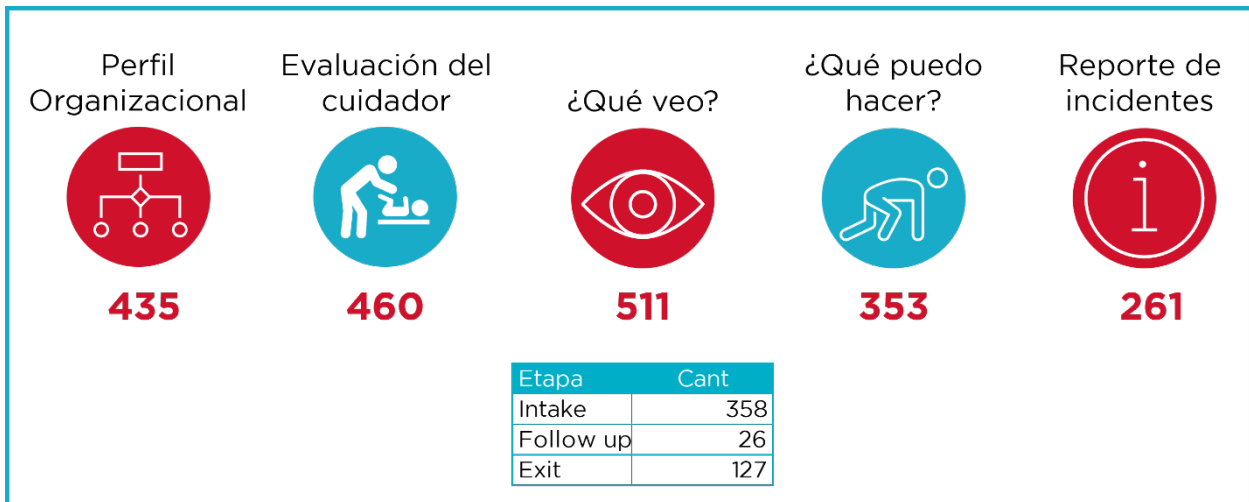 Perfil
Organizacional
Evaluación del
cuidador
¿Qué veo?
¿Qué puedo
hacer?
Reporte de
incidentes
i
435
460
511
353
261
Etapa Cant
Intake 358
Follow up 26
Exit 127